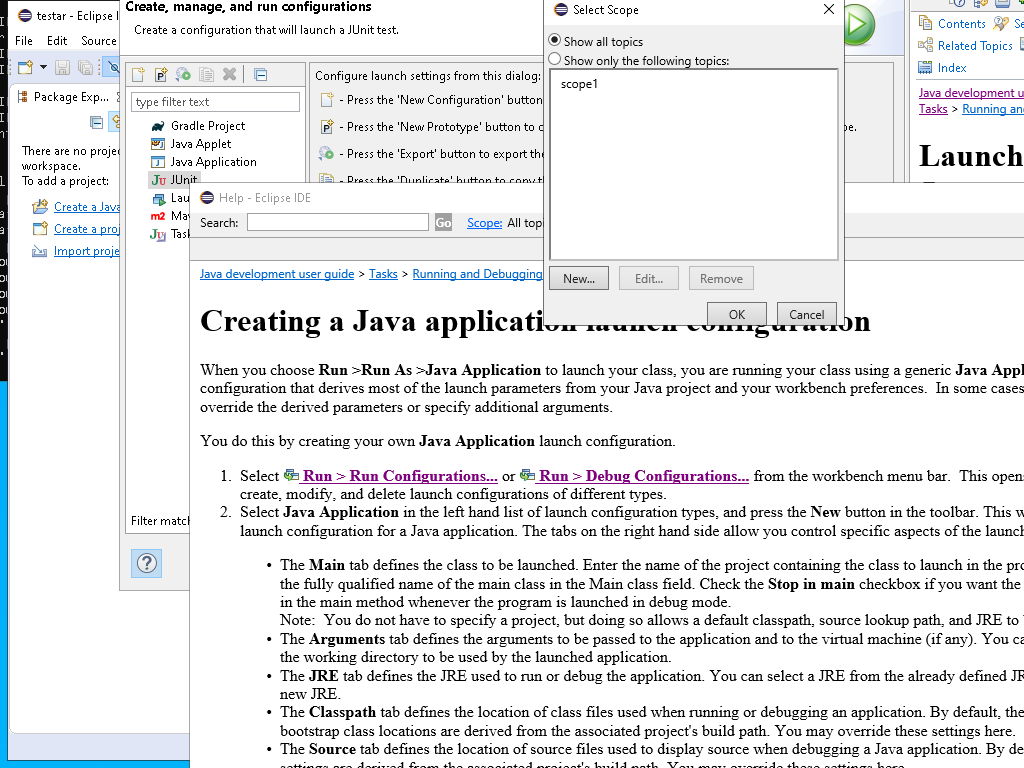 testar - Eclipse I
File Edit Source
Package Exp...
There are no proje
workspace.
To add a project:
Create a Java
Create a proj
Import proje
Create, manage, and run configurations
Create a configuration that will launch a JUnit test.
type filter text
Gradle Project
Java Applet
Java Application
JUnit
Lau
Ma
Task
Filter match
Configure launch settings from this dialog:
- Press the 'New Configuration' button
- Press the 'New Prototype' button to c
- Press the 'Export' button to export the
- Press the 'Duplicate' button to copy th
pe.
Select Scope
Show all topics
Show only the following topics:
scope1
New...
Edit...
Remove
OK
Cancel
Contents
Se
Related Topics
Index
Java development u
Tasks > Running and
Launch
Help - Eclipse IDE
Search:
Go
Scope: All topi
Java development user guide > Tasks > Running and Debugging
Creating a Java application launch configuration
When you choose Run >Run As >Java Application to launch your class, you are running your class using a generic Java Appl
configuration that derives most of the launch parameters from your Java project and your workbench preferences.  In some cases
override the derived parameters or specify additional arguments.
You do this by creating your own Java Application launch configuration.
1. Select Run > Run Configurations... or Run > Debug Configurations... from the workbench menu bar.  This opens
create, modify, and delete launch configurations of different types.
2. Select Java Application in the left hand list of launch configuration types, and press the New button in the toolbar. This w
launch configuration for a Java application. The tabs on the right hand side allow you control specific aspects of the launch
• The Main tab defines the class to be launched. Enter the name of the project containing the class to launch in the pro
the fully qualified name of the main class in the Main class field. Check the Stop in main checkbox if you want the
in the main method whenever the program is launched in debug mode.
Note:  You do not have to specify a project, but doing so allows a default classpath, source lookup path, and JRE to
• The Arguments tab defines the arguments to be passed to the application and to the virtual machine (if any). You ca
the working directory to be used by the launched application.
• The JRE tab defines the JRE used to run or debug the application. You can select a JRE from the already defined JR
new JRE.
• The Classpath tab defines the location of class files used when running or debugging an application. By default, the
bootstrap class locations are derived from the associated project's build path. You may override these settings here.
• The Source tab defines the location of source files used to display source when debugging a Java application. By de
settings are derived from the associated project's build path. You may override these settings here.